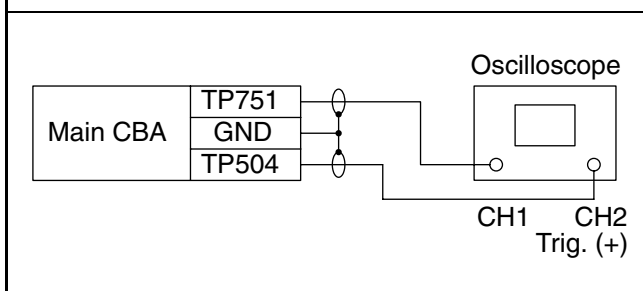 Oscilloscope
Main CBA
TP751
GND
TP504
CH1 CH2
Trig. (+)